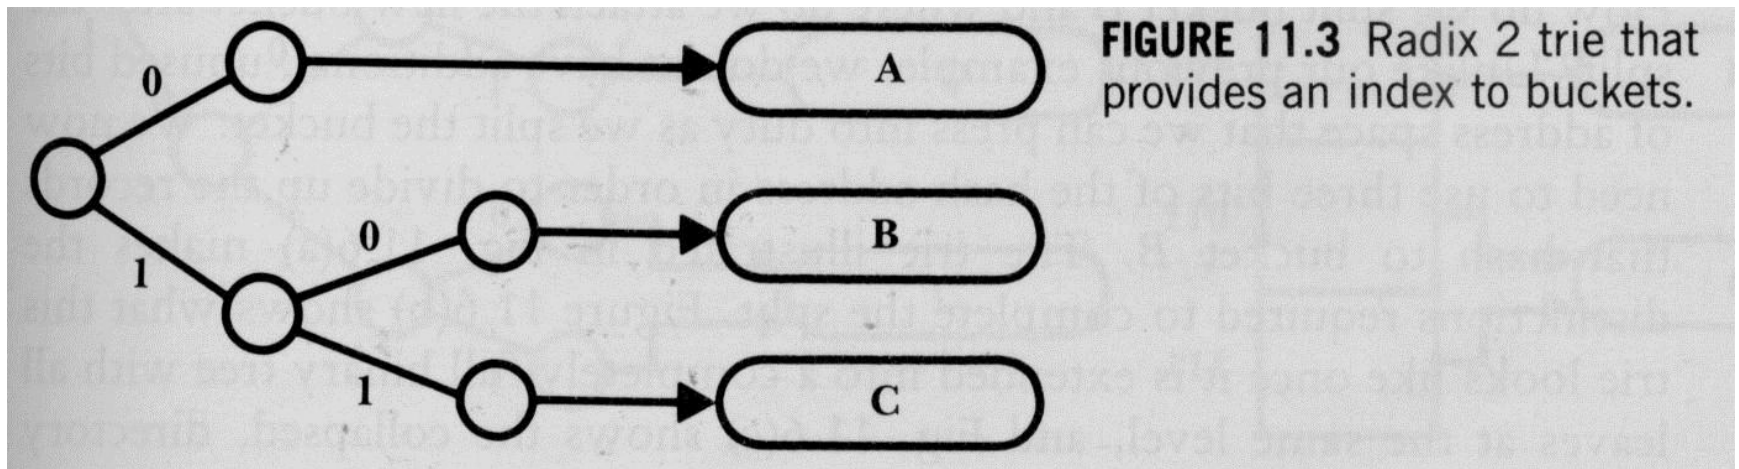 FIGURE 11.3 Radix 2 trie that
provides an index to buckets.
0
A
1
0
B
1
C